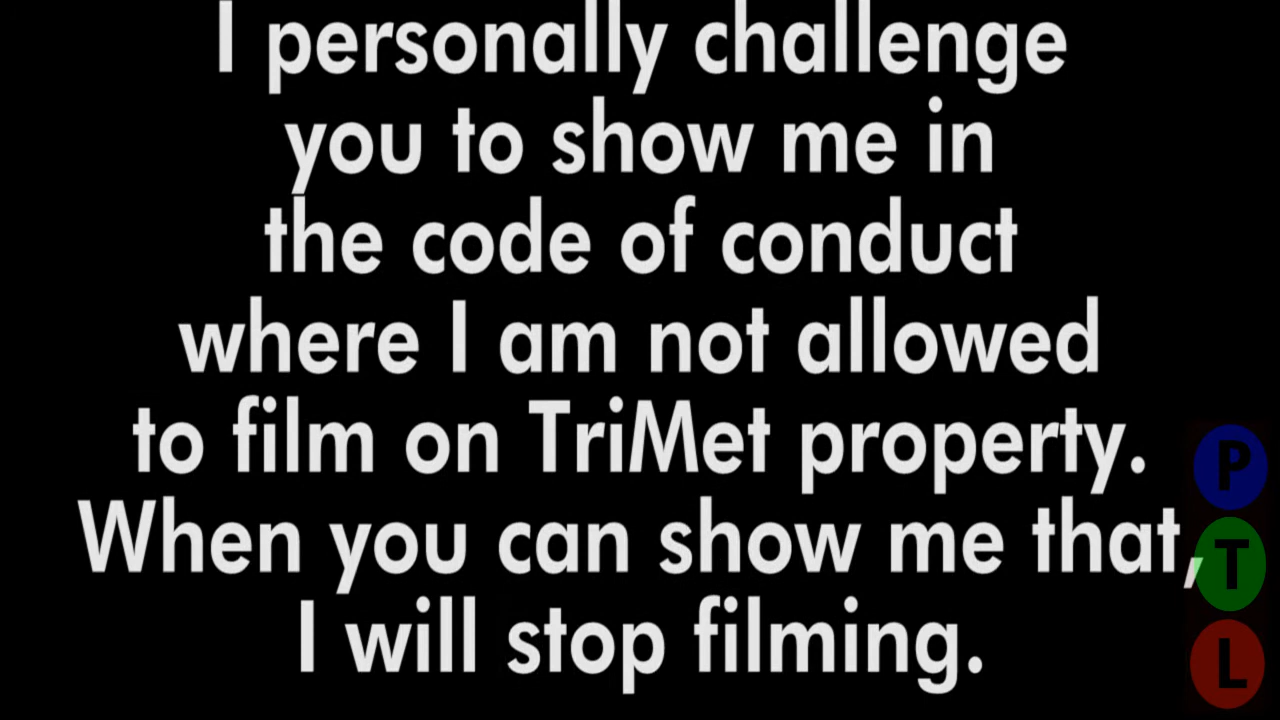 I personally challenge
you to show me in
the code of conduct
where I am not allowed
to film on TriMet property.
When you can show me that,
I will stop filming.
P
T
L